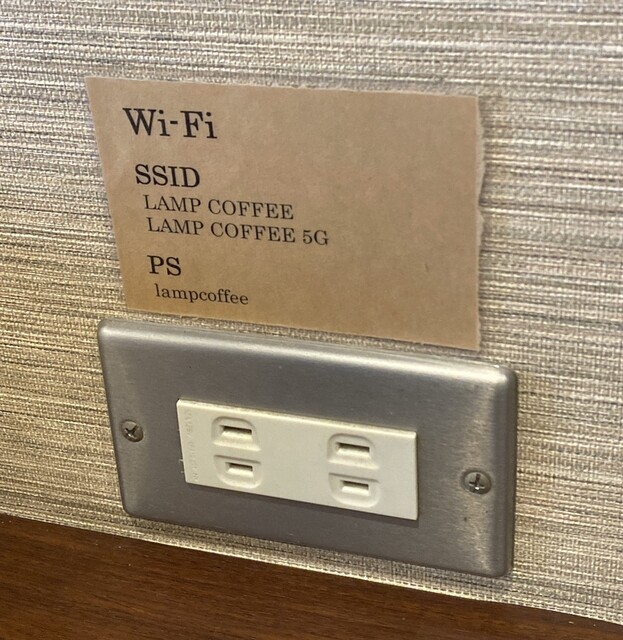 Wi-Fi
SSID
LAMP COFFEE
LAMP COFFEE 5G
PS
lampcoffee